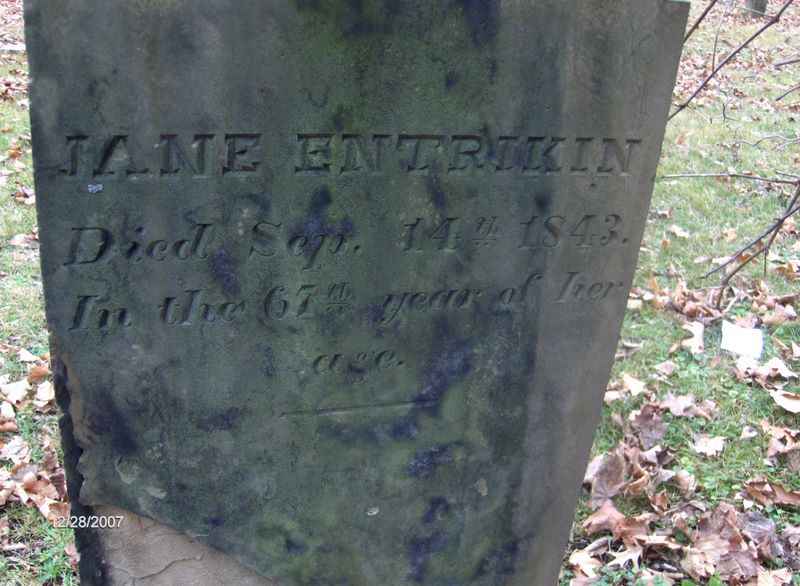 JANE ENTRIKIN
Died Sep. 14th 1843.
In the 67th year of her
age.
12/28/2007